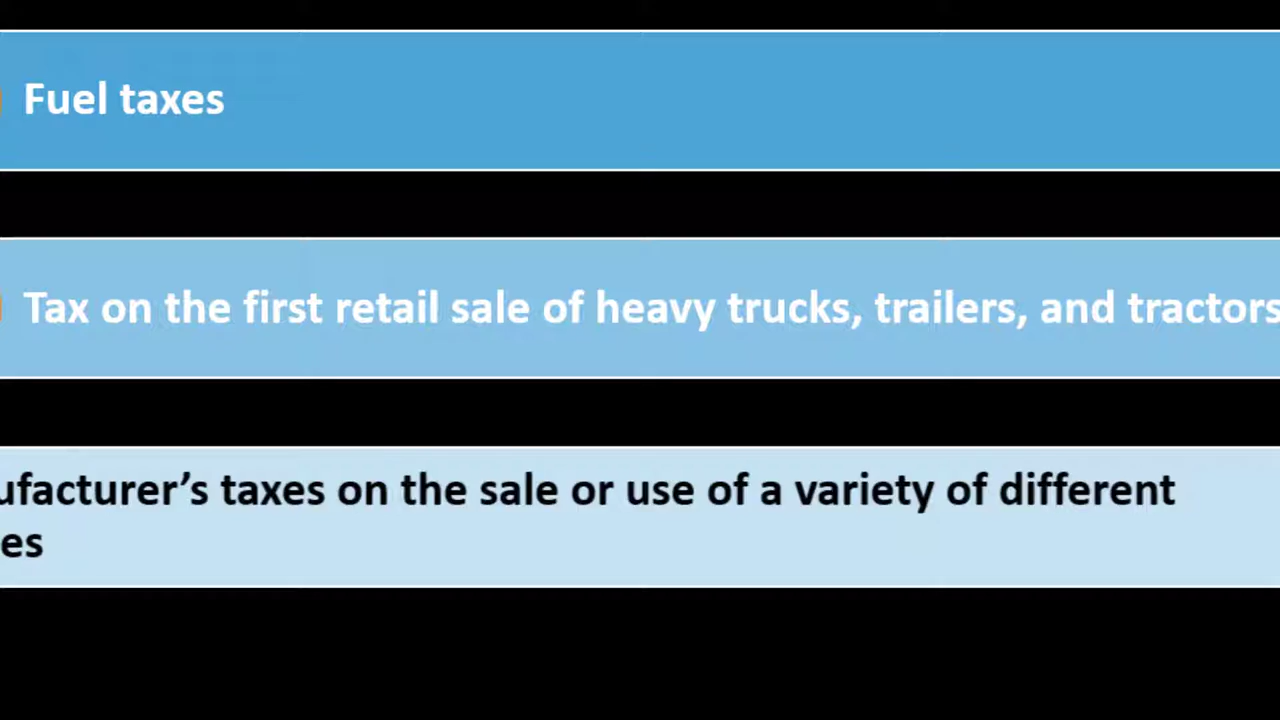 Fuel taxes
Tax on the first retail sale of heavy trucks, trailers, and tractors
ufacturer’s taxes on the sale or use of a variety of different
es